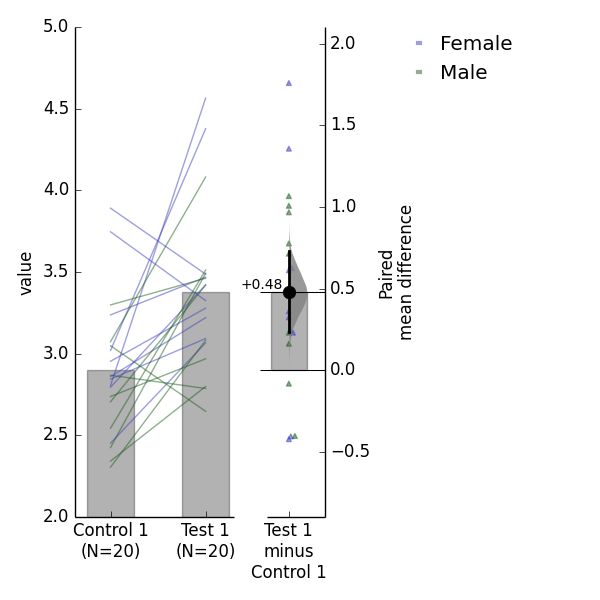 5.0
4.5
4.0
3.5
3.0
2.5
2.0
value
Control 1
(N=20)
Test 1
(N=20)
2.0
1.5
1.0
0.5
0.0
−0.5
+0.48
Test 1
minus
Control 1
Paired
mean difference
Female
Male